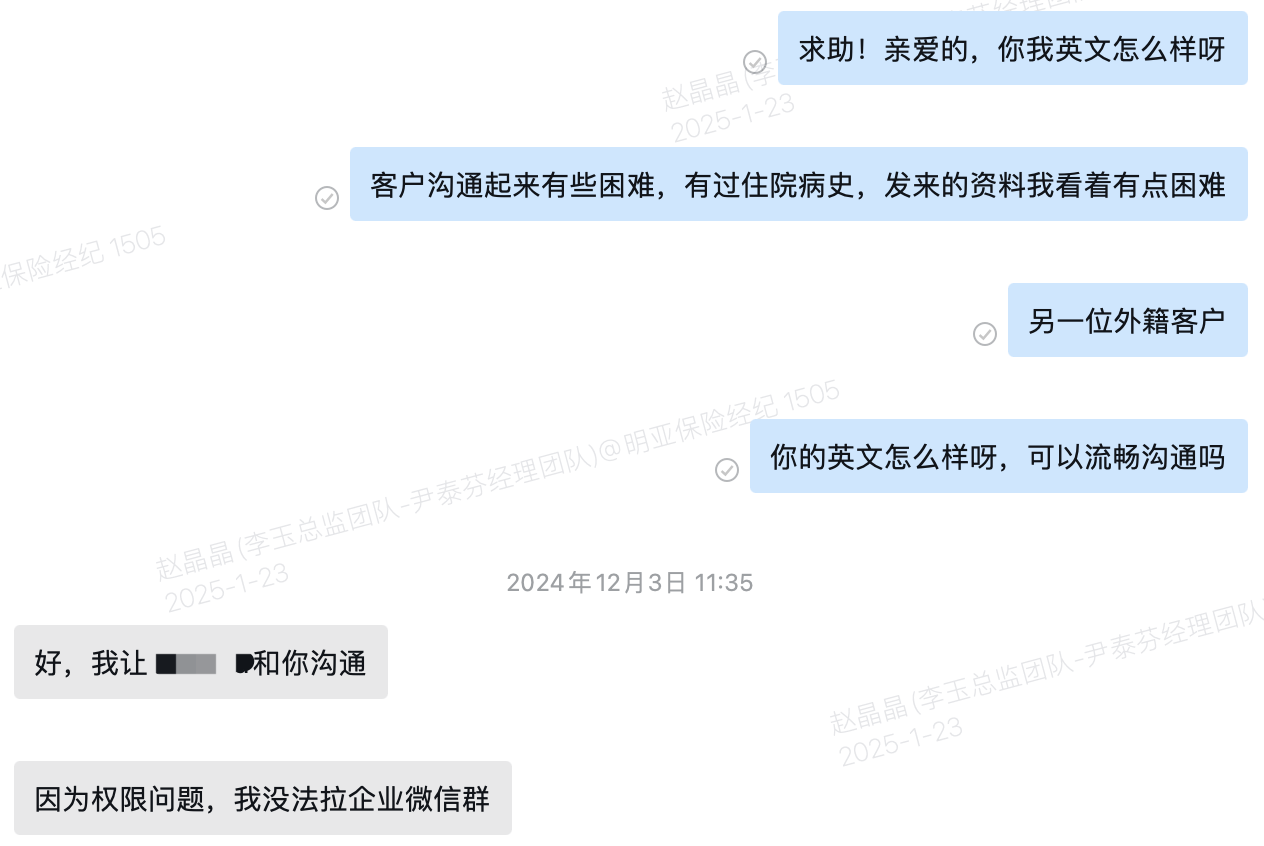 求助！亲爱的，你我英文怎么样呀
赵晶晶(李
2025-1-23
客户沟通起来有些困难，有过住院病史，发来的资料我看着有点困难
保险经纪 1505
另一位外籍客户
赵晶晶(李玉总监团队-尹泰芬经理团队)@明亚保险经纪 1505
2025-1-23
你的英文怎么样呀，可以流畅沟通吗
2024年12月3日 11:35
好，我让 和你沟通
赵晶晶(李玉总监团队-尹泰芬经理团队
2025-1-23
因为权限问题，我没法拉企业微信群